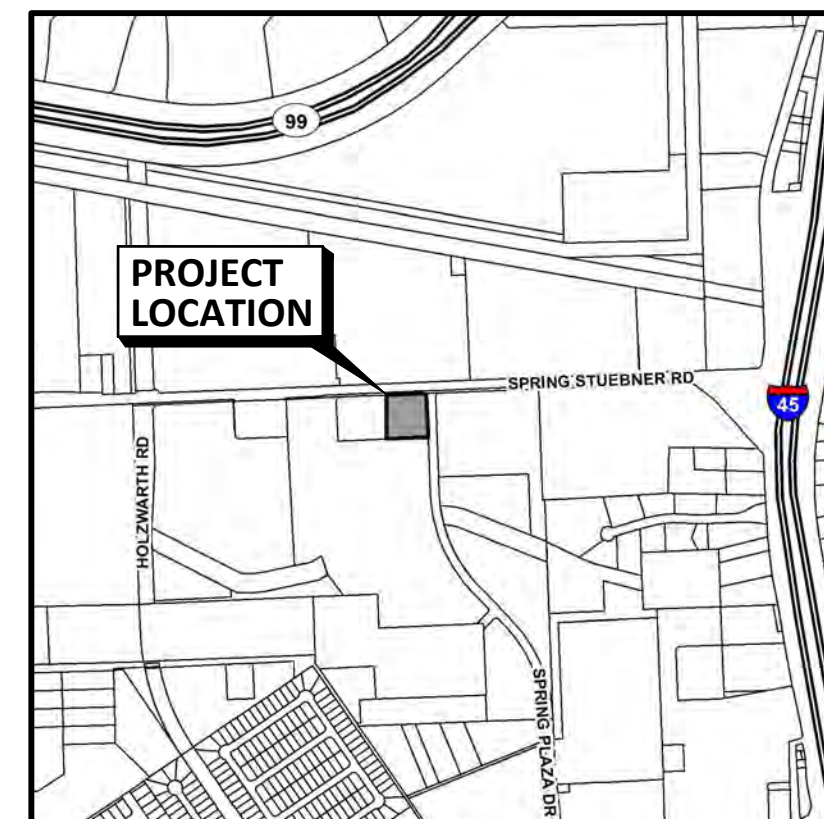 99
PROJECT
LOCATION
SPRING STUEBNER RD
45
HOLZWARTH RD
SPRING PLAZA DR